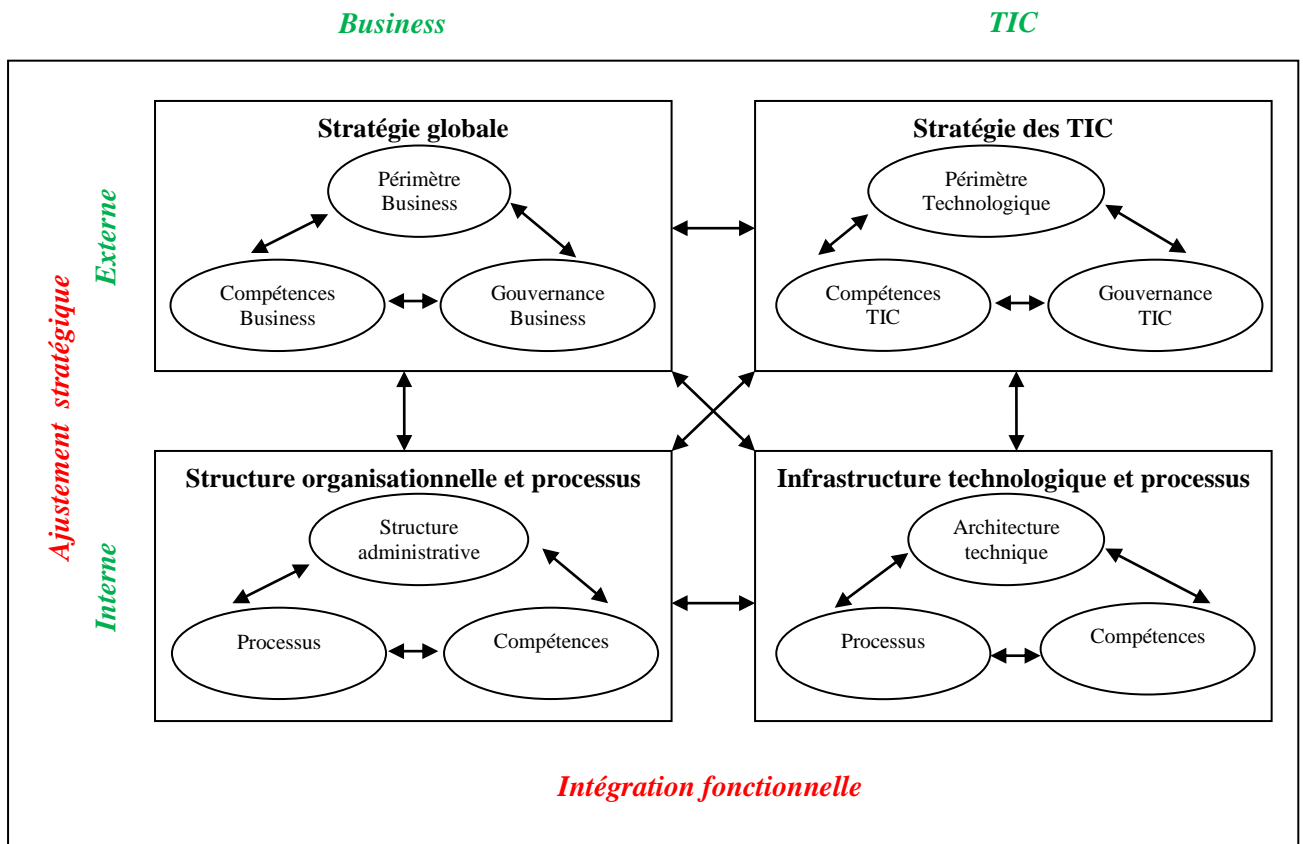 Business
TIC
Ajustement stratégique
Externe
Stratégie globale
Périmètre
Business
Compétences
Business
Gouvernance
Business
Stratégie des TIC
Périmètre
Technologique
Compétences
TIC
Gouvernance
TIC
Interne
Structure organisationnelle et processus
Structure
administrative
Processus
Compétences
Infrastructure technologique et processus
Architecture
technique
Processus
Compétences
Intégration fonctionnelle